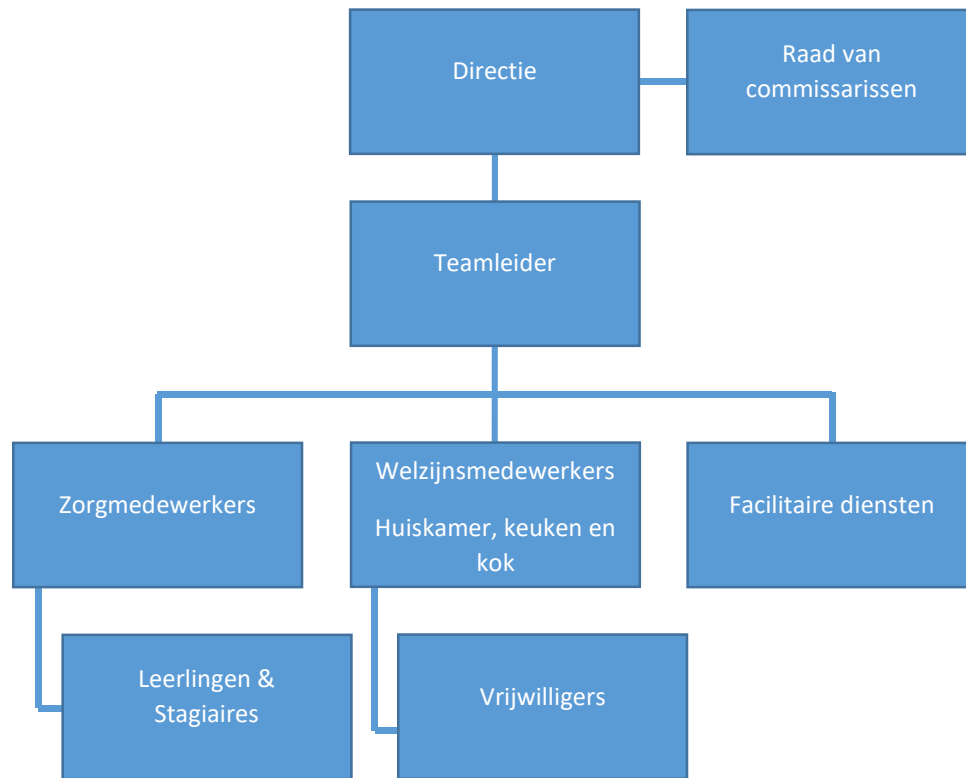 Directie
Raad van
commissarissen
Teamleider
Zorgmedewerkers
Welzijnsmedewerkers
Huiskamer, keuken en
kok
Facilitaire diensten
Leerlingen &
Stagiaires
Vrijwilligers